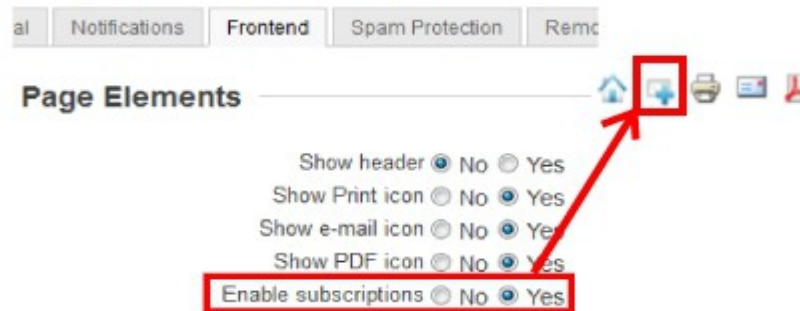 al Notifications Frontend Spam Protection Remo
Page Elements
Show header No Yes
Show Print icon No Yes
Show e-mail icon No Yes
Show PDF icon No Yes
Enable subscriptions No Yes